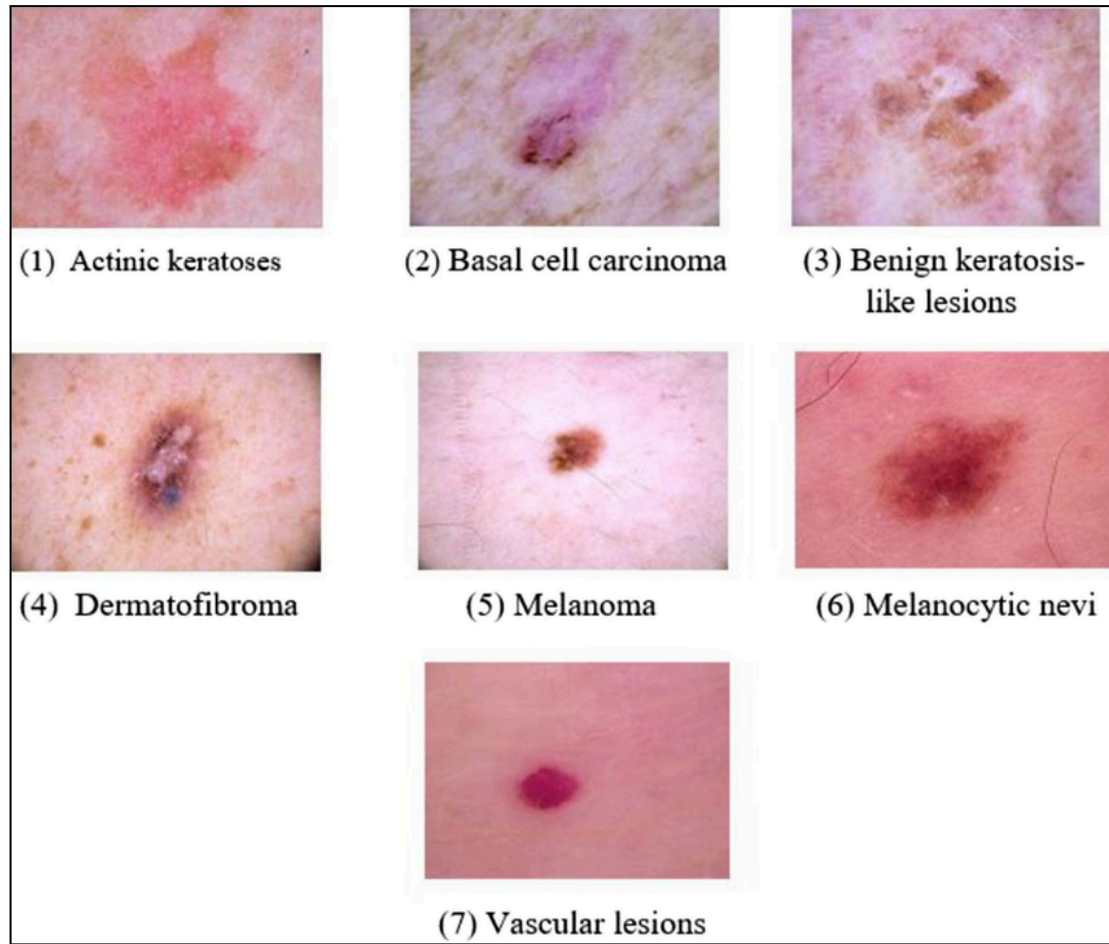 (1) Actinic keratoses
(2) Basal cell carcinoma
(3) Benign keratosis-
like lesions
(4) Dermatofibroma
(5) Melanoma
(6) Melanocytic nevi
(7) Vascular lesions